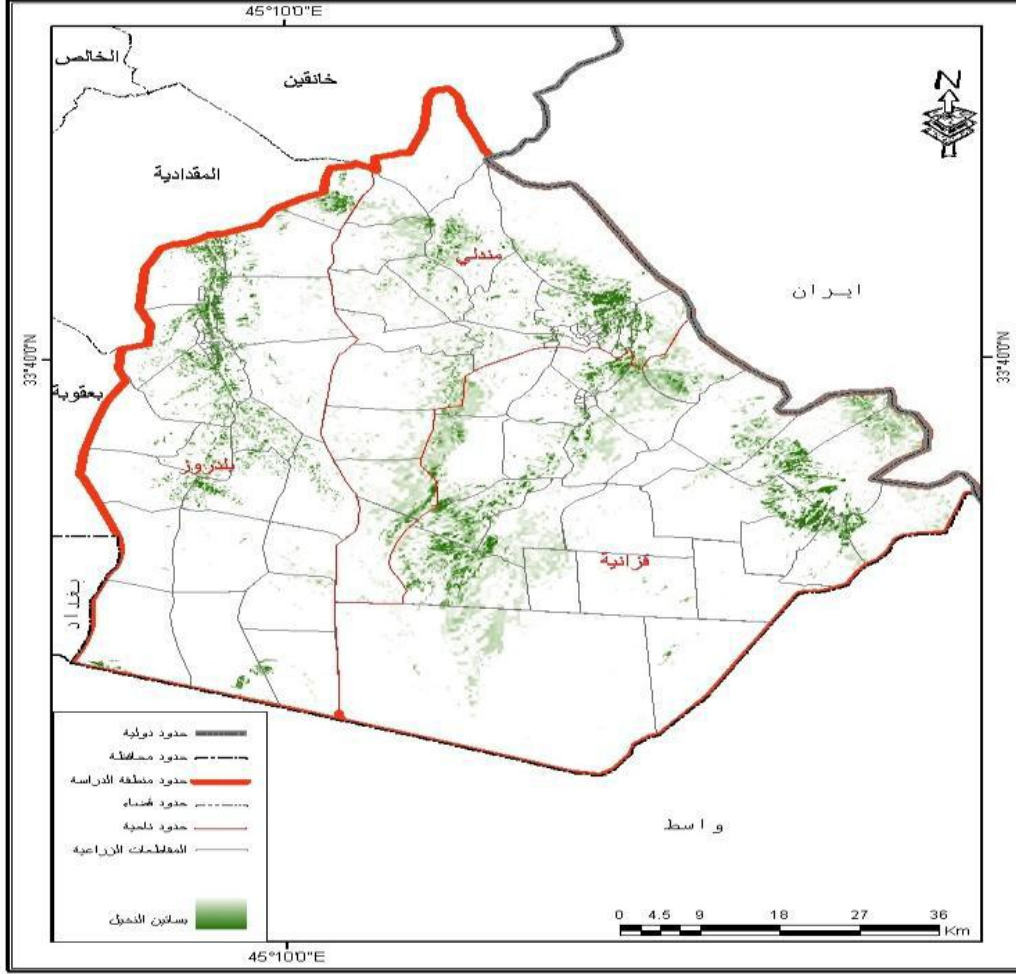 45°10'0"E
الخالص
خانقين
N
المقدادية
مندلي
ايران
33°40'0"N
33°40'0"N
بعقوبة
بلدروز
قزانية
بغداد
حدود دولية
حدود محافظة
حدود منطقة الدراسة
حدود قضاء
حدود ناحية
المقاطعات الزراعية
بساتين النخيل
واسط
0 4.5 9 18 27 36
Km
45°10'0"E